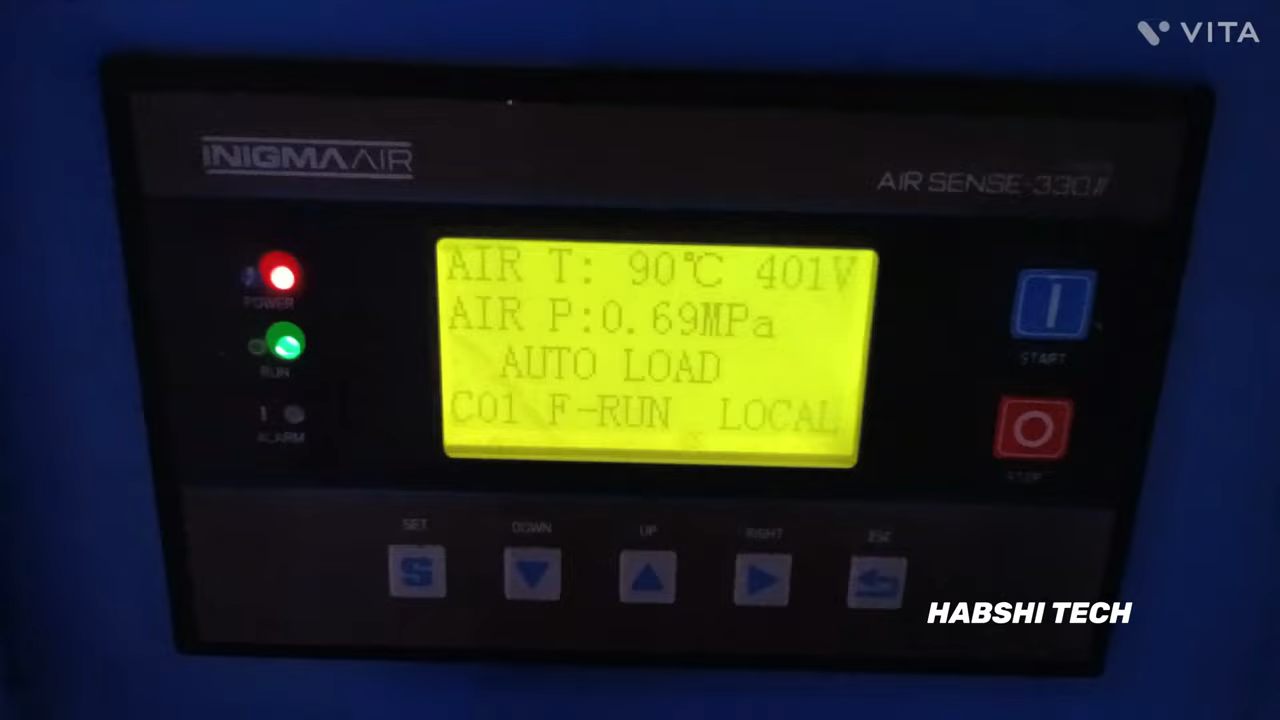 VITA
INIGMA AIR
AIR SENSE-330II
AIR T: 90℃ 401V
AIR P:0.69MPa
AUTO LOAD
C01 F-RUN LOCAL
POWER
RUN
ALARM
START
STOP
SET DOWN UP RIGHT ESC
S
HABSHI TECH